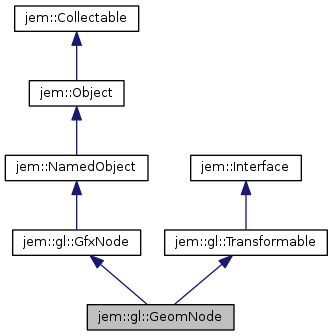 jem::Collectable
jem::Object
jem::NamedObject
jem::Interface
jem::gl::GfxNode
jem::gl::Transformable
jem::gl::GeomNode